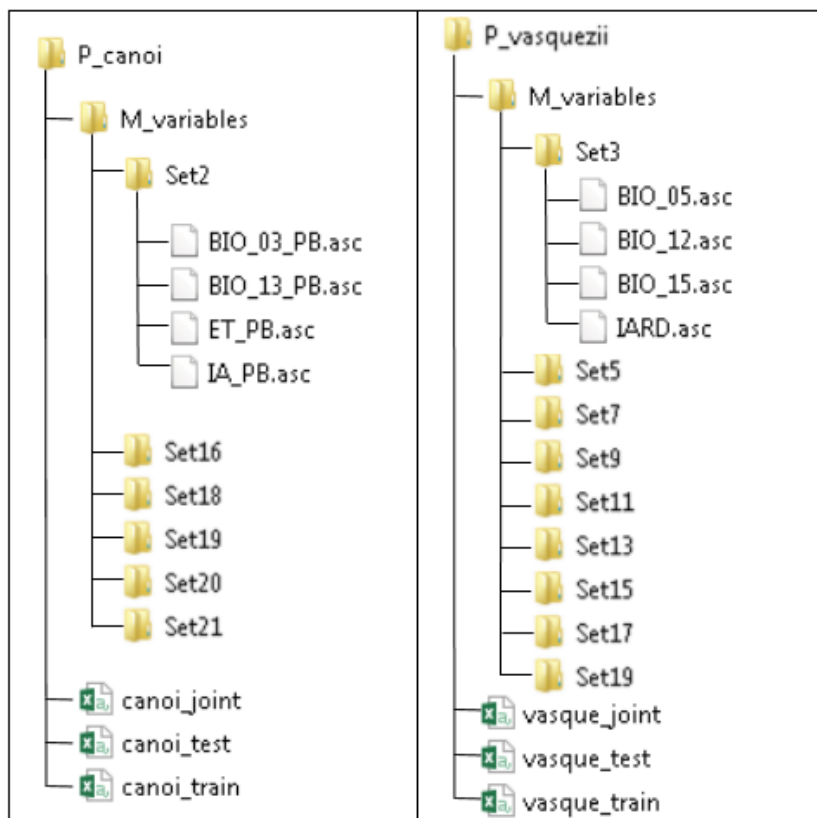 P_canoi
M_variables
Set2
BIO_03_PB.asc
BIO_13_PB.asc
ET_PB.asc
IA_PB.asc
Set16
Set18
Set19
Set20
Set21
canoi_joint
canoi_test
canoi_train
P_vasquezii
M_variables
Set3
BIO_05.asc
BIO_12.asc
BIO_15.asc
IARD.asc
Set5
Set7
Set9
Set11
Set13
Set15
Set17
Set19
vasque_joint
vasque_test
vasque_train